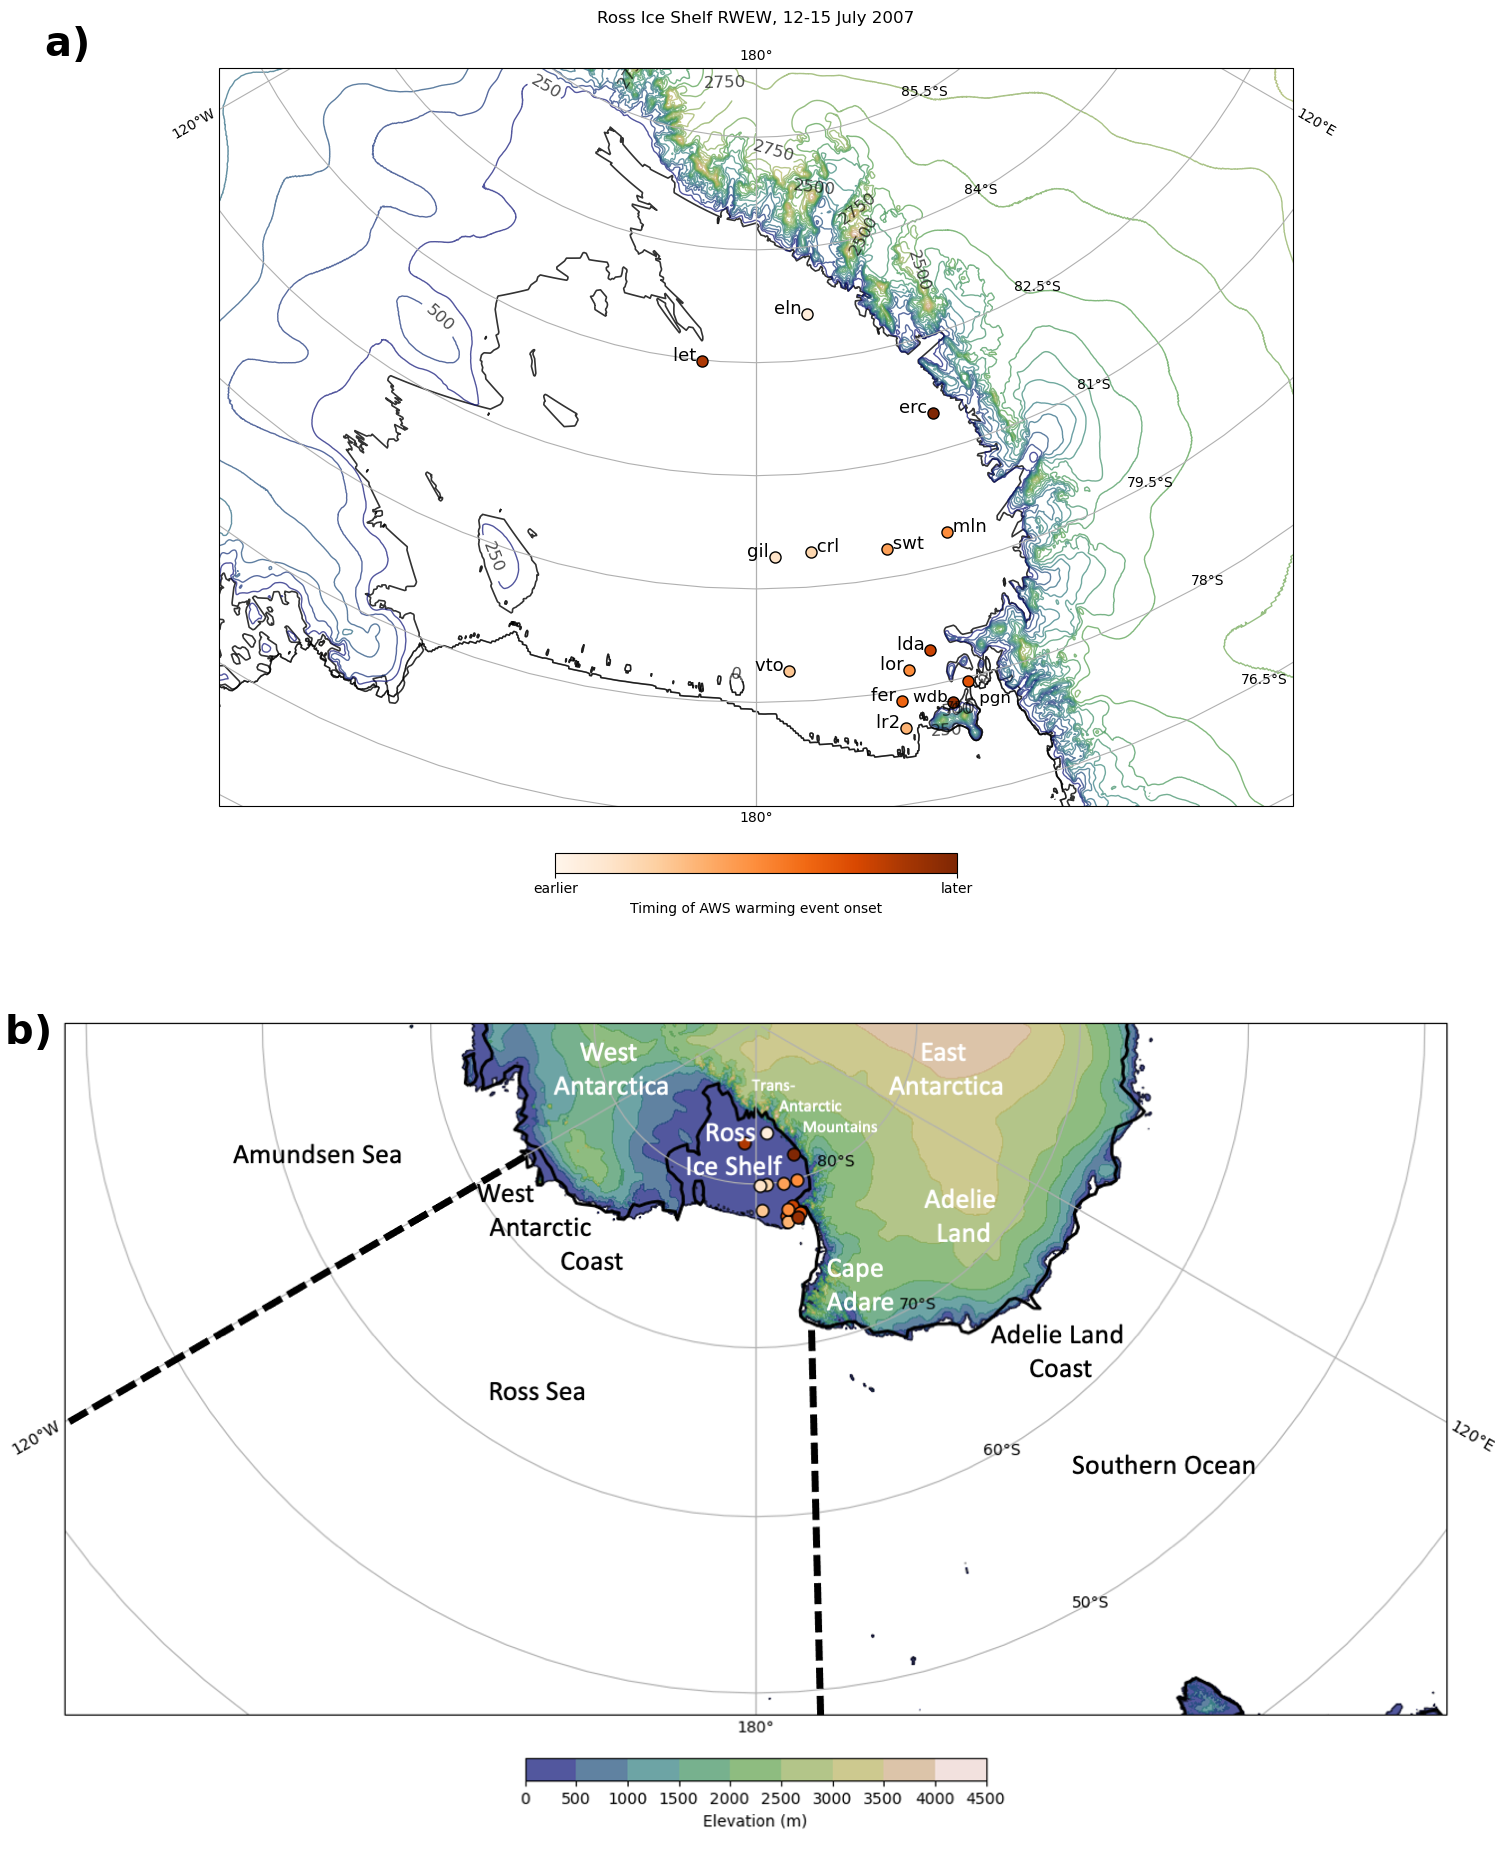 Ross Ice Shelf RWEW, 12-15 July 2007
a)
180°
120°W
120°E
85.5°S
84°S
82.5°S
81°S
79.5°S
78°S
76.5°S
250
2750
2750
2500
2750
2500
2500
500
250
250
eln
let
erc
mln
swt
crl
gil
lda
lor
vto
fer
wdb
pgn
lr2
180°
earlier
later
Timing of AWS warming event onset
b)
West
Antarctica
East
Antarctica
Trans-
Antarctic
Mountains
Ross
Ice Shelf
80°S
Amundsen Sea
West
Antarctic
Coast
Adelie
Land
Cape
Adare
70°S
Adelie Land
Coast
Ross Sea
120°W
120°E
60°S
Southern Ocean
50°S
180°
0 500 1000 1500 2000 2500 3000 3500 4000 4500
Elevation (m)